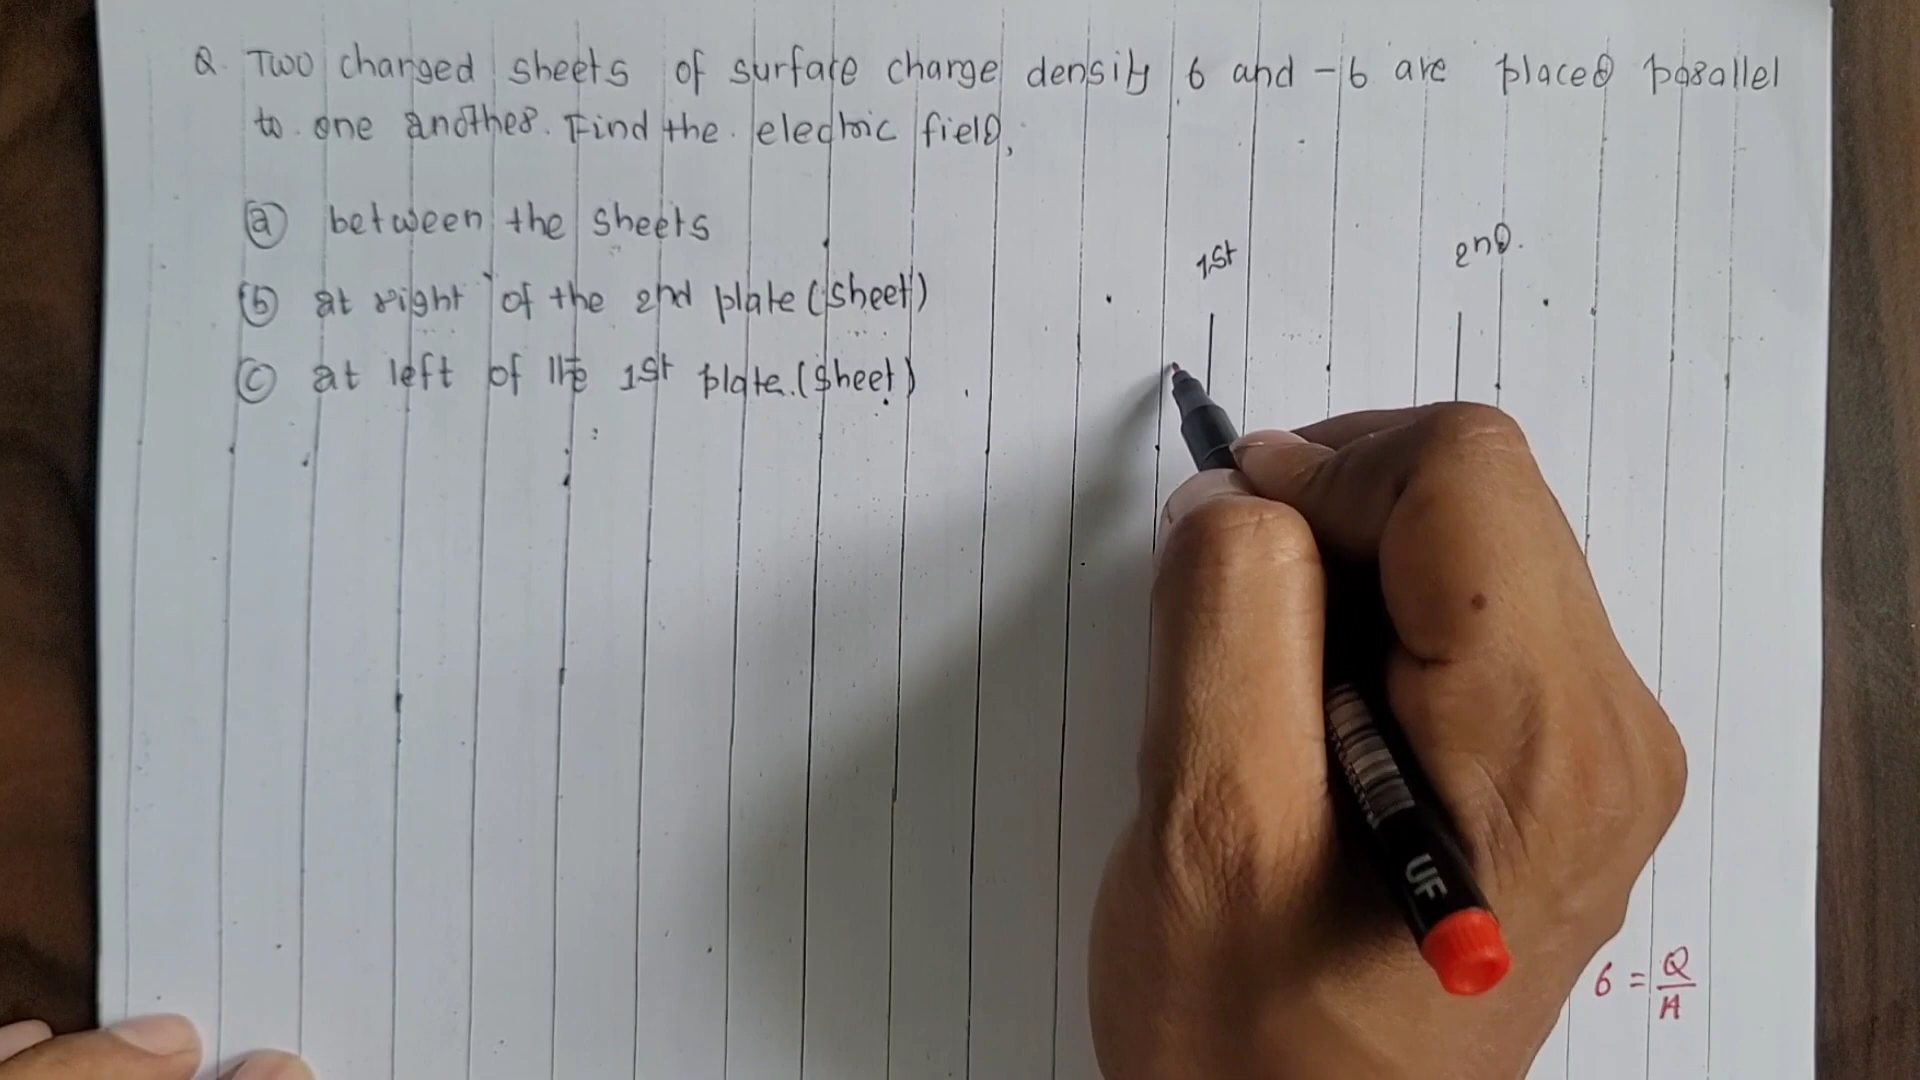 Q. Two charged sheets of surface charge density 6 and -6 are placed parallel
to one another. Find the electric field,
(a) between the sheets
(b) at right of the 2nd plate (sheet)
(c) at left of the 1st plate. (sheet)
1st
2nd.
UF
6 = Q/A